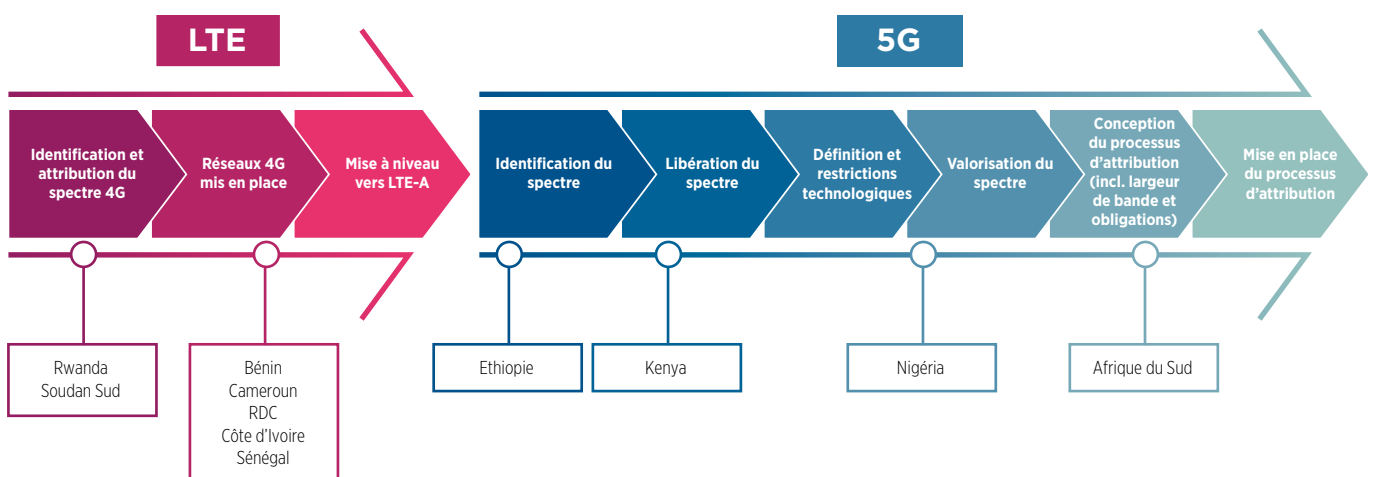 LTE
5G
Identification et
attribution du
spectre 4G
Réseaux 4G
mis en place
Mise à niveau
vers LTE-A
Identification du
spectre
Libération du
spectre
Définition et
restrictions
technologiques
Valorisation du
spectre
Conception
du processus
d’attribution
(incl. largeur
de bande et
obligations)
Mise en place
du processus
d’attribution
Rwanda
Soudan Sud
Bénin
Cameroun
RDC
Côte d’Ivoire
Sénégal
Ethiopie
Kenya
Nigéria
Afrique du Sud